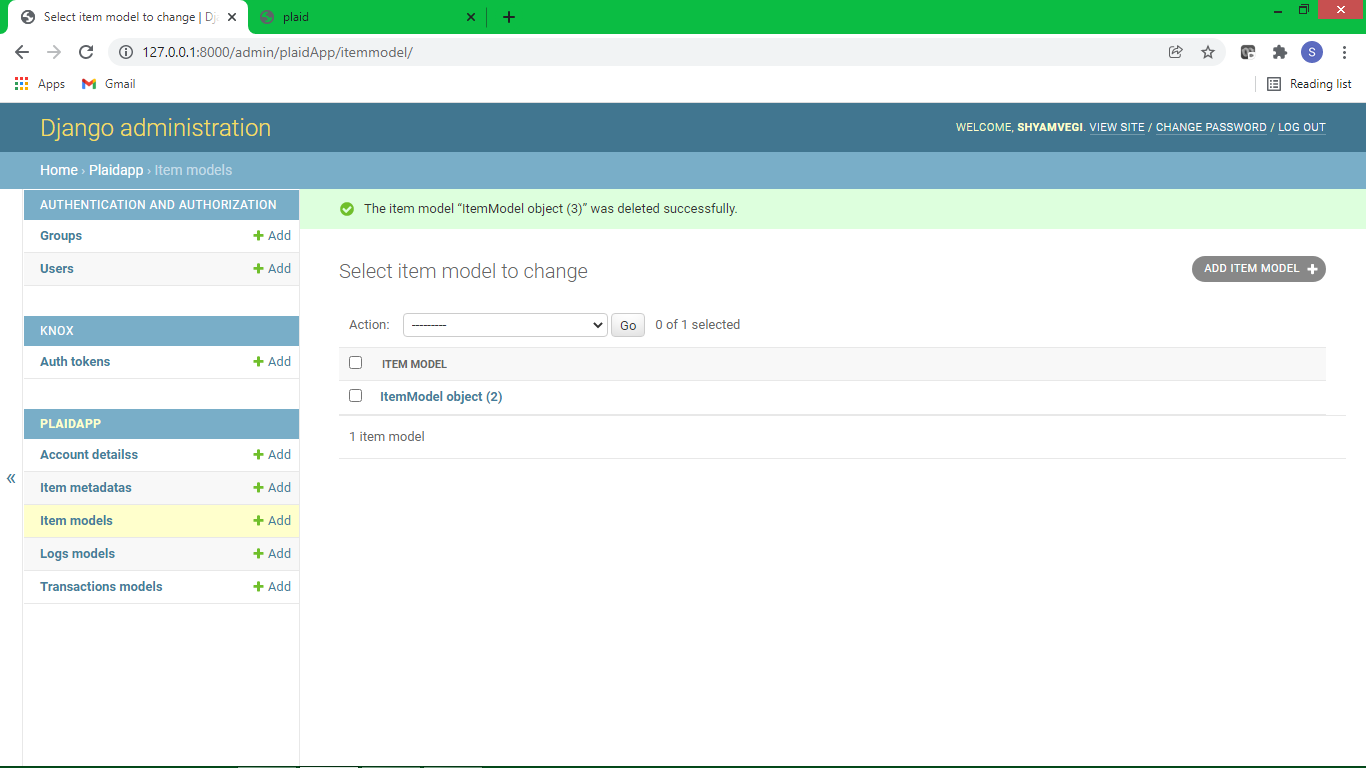 Select item model to change | Dj
plaid
127.0.0.1:8000/admin/plaidApp/itemmodel/
S
Apps
Gmail
Reading list
Django administration
WELCOME, SHYAMVEGI. VIEW SITE / CHANGE PASSWORD / LOG OUT
Home › Plaidapp › Item models
AUTHENTICATION AND AUTHORIZATION
Groups + Add
Users + Add
KNOX
Auth tokens + Add
PLAIDAPP
Account detailss + Add
Item metadatas + Add
Item models + Add
Logs models + Add
Transactions models + Add
«
The item model “ItemModel object (3)” was deleted successfully.
Select item model to change
ADD ITEM MODEL +
Action: --------- Go 0 of 1 selected
ITEM MODEL
ItemModel object (2)
1 item model